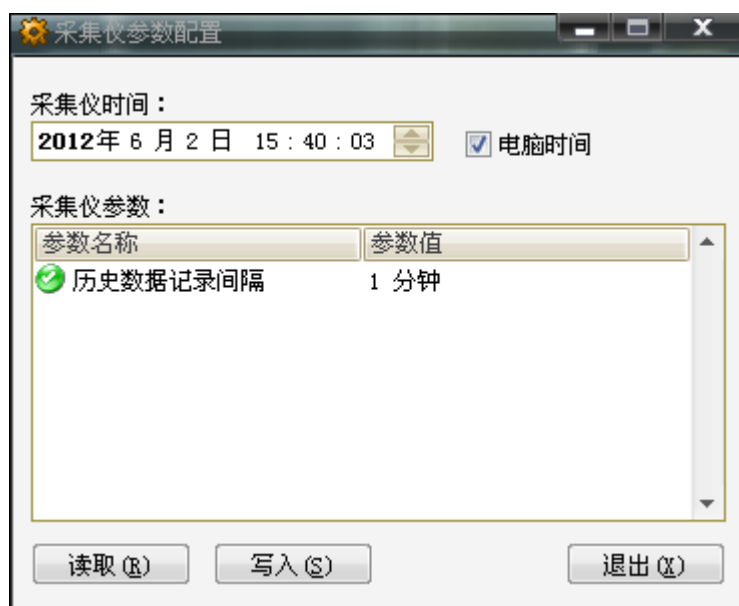 采集仪参数配置
采集仪时间：
2012年 6 月 2 日 15 : 40 : 03
电脑时间
采集仪参数：
参数名称 参数值
历史数据记录间隔 1 分钟
读取(R) 写入(S) 退出(X)